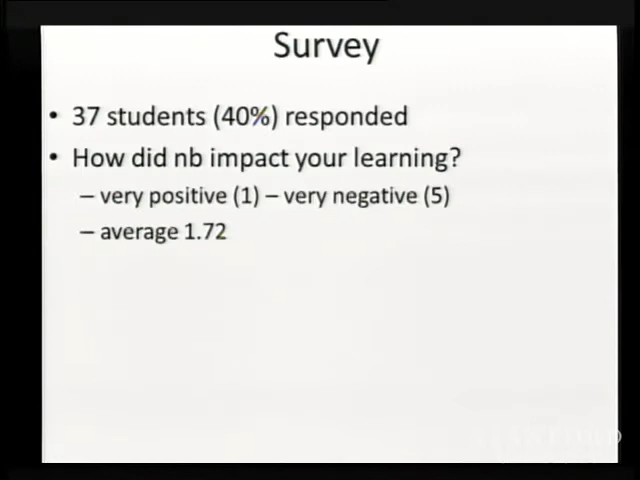 Survey
• 37 students (40%) responded
• How did nb impact your learning?
– very positive (1) – very negative (5)
– average 1.72